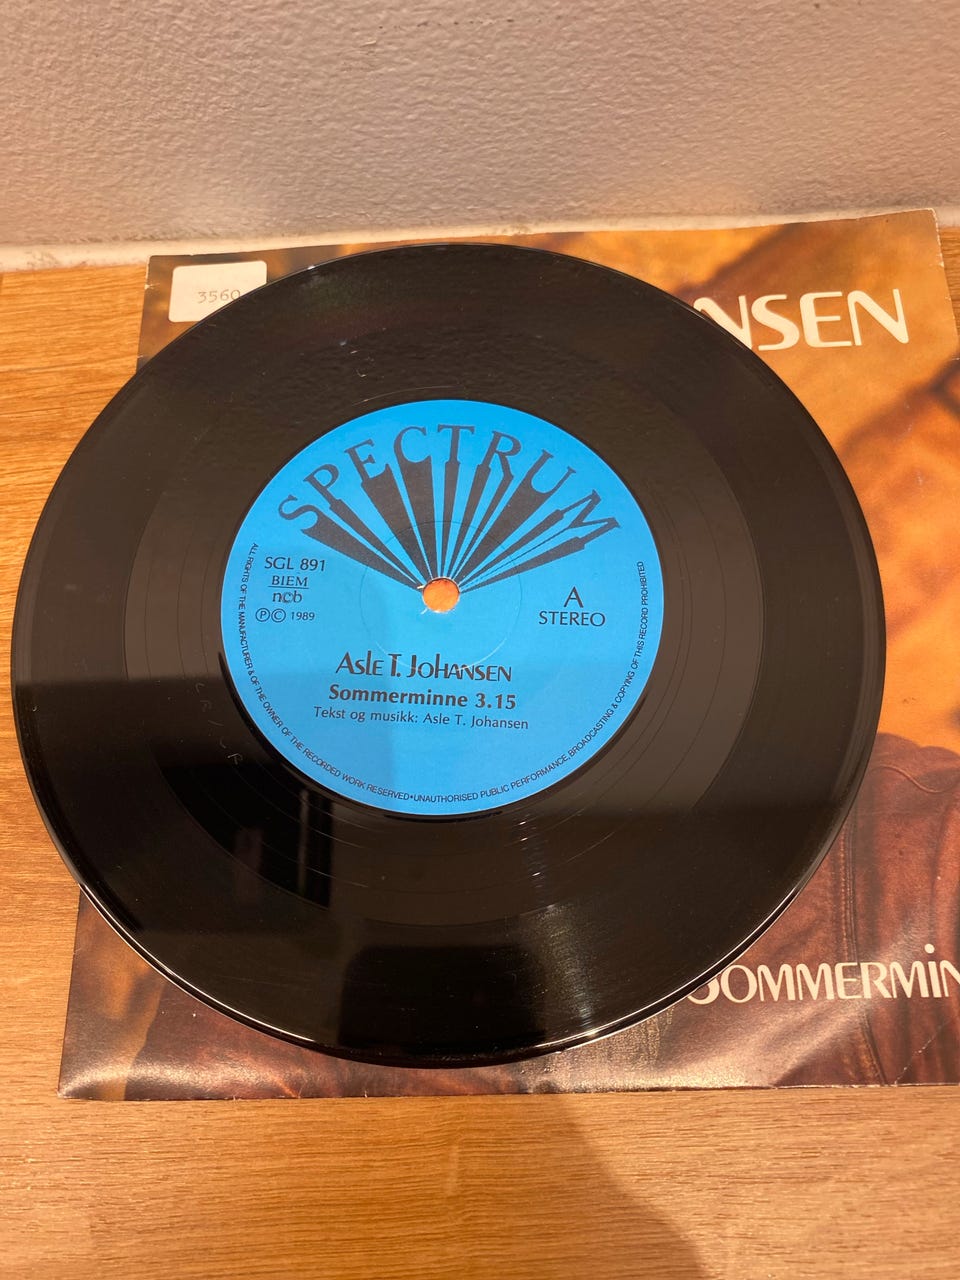 3560
NSEN
SPECTRUM
SGL 891
BIEM
ncb
Ⓟ© 1989
A
STEREO
Asle T. Johansen
Sommerminne 3.15
Tekst og musikk: Asle T. Johansen
ALL RIGHTS OF THE MANUFACTURER & OF THE OWNER OF THE RECORDED WORK RESERVED•UNAUTHORISED PUBLIC PERFORMANCE, BROADCASTING & COPYING OF THIS RECORD PROHIBITED
SOMMERMIN